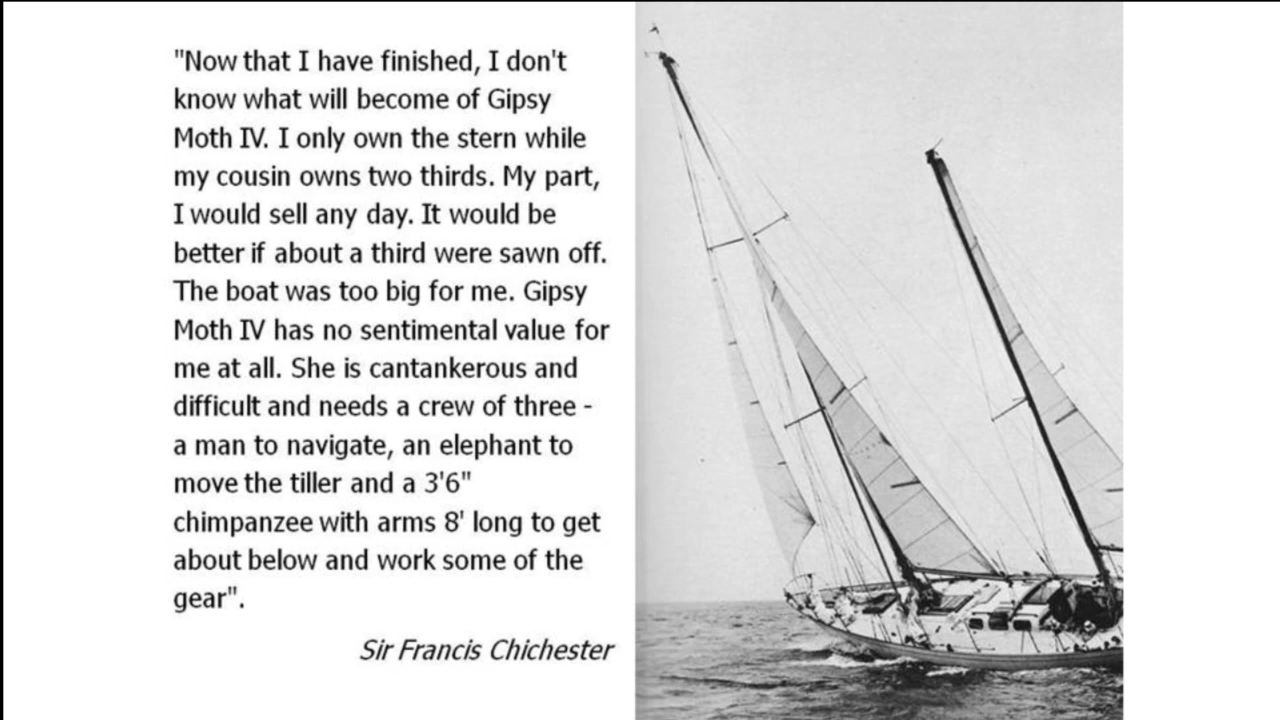 "Now that I have finished, I don't
know what will become of Gipsy
Moth IV. I only own the stern while
my cousin owns two thirds. My part,
I would sell any day. It would be
better if about a third were sawn off.
The boat was too big for me. Gipsy
Moth IV has no sentimental value for
me at all. She is cantankerous and
difficult and needs a crew of three -
a man to navigate, an elephant to
move the tiller and a 3'6"
chimpanzee with arms 8' long to get
about below and work some of the
gear".
Sir Francis Chichester